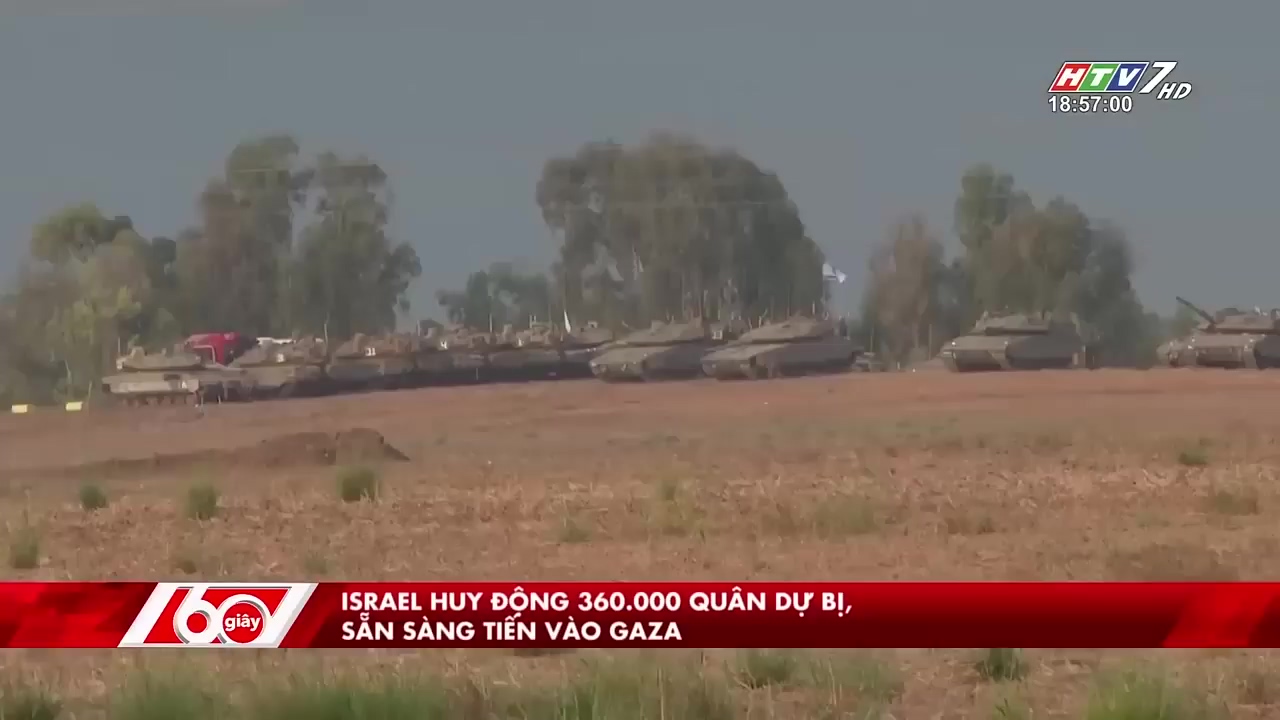 HTV7 HD
18:57:00
60 giây
ISRAEL HUY ĐỘNG 360.000 QUÂN DỰ BỊ,
SẴN SÀNG TIẾN VÀO GAZA